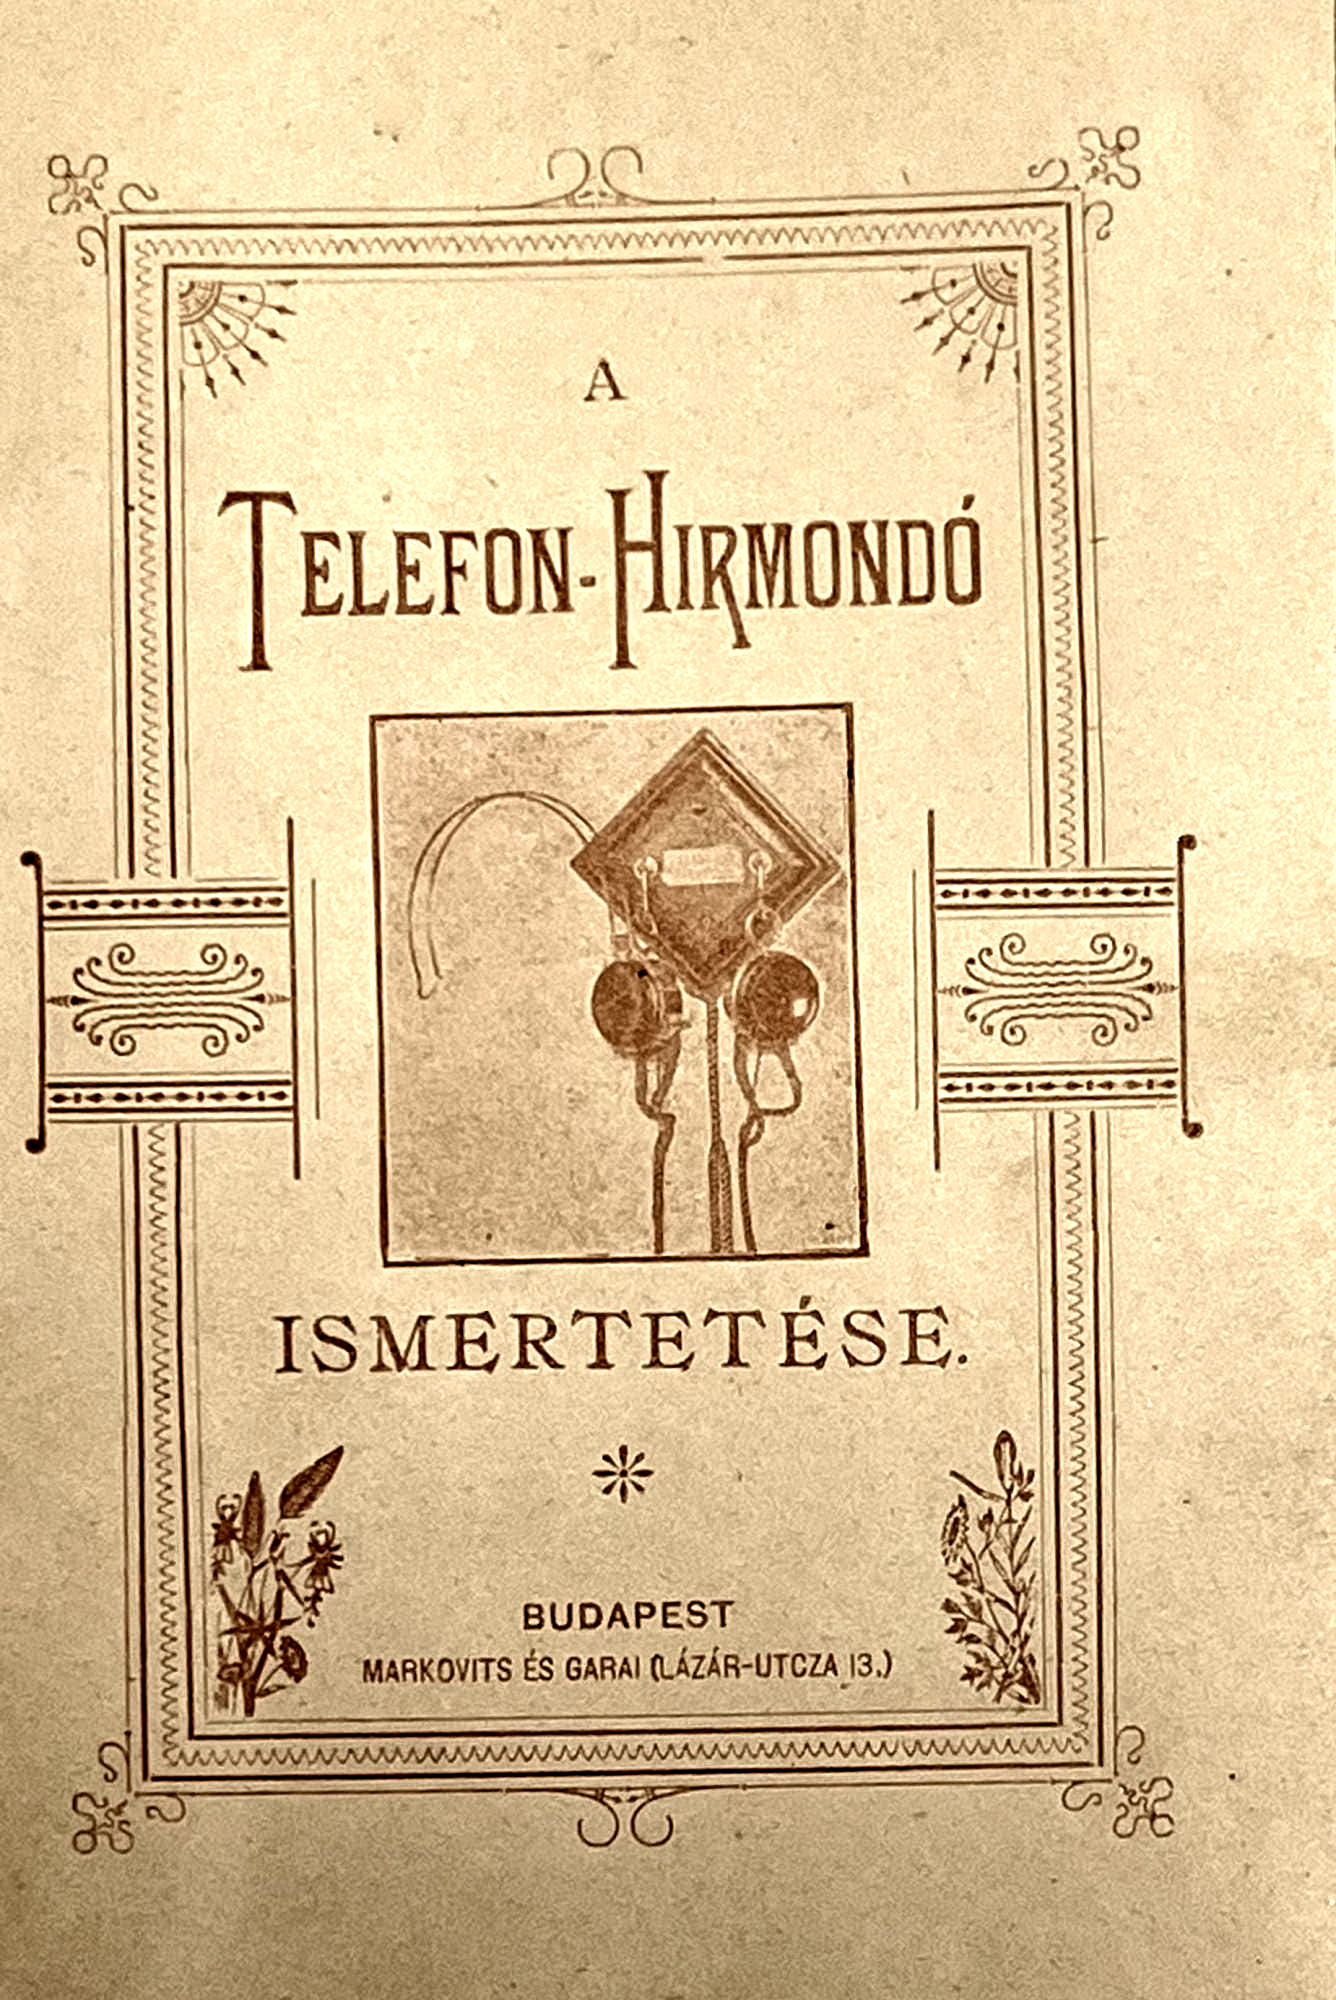 A
TELEFON-HIRMONDÓ
ISMERTETÉSE.
BUDAPEST
MARKOVITS ÉS GARAI (LÁZÁR-UTCZA 13.)